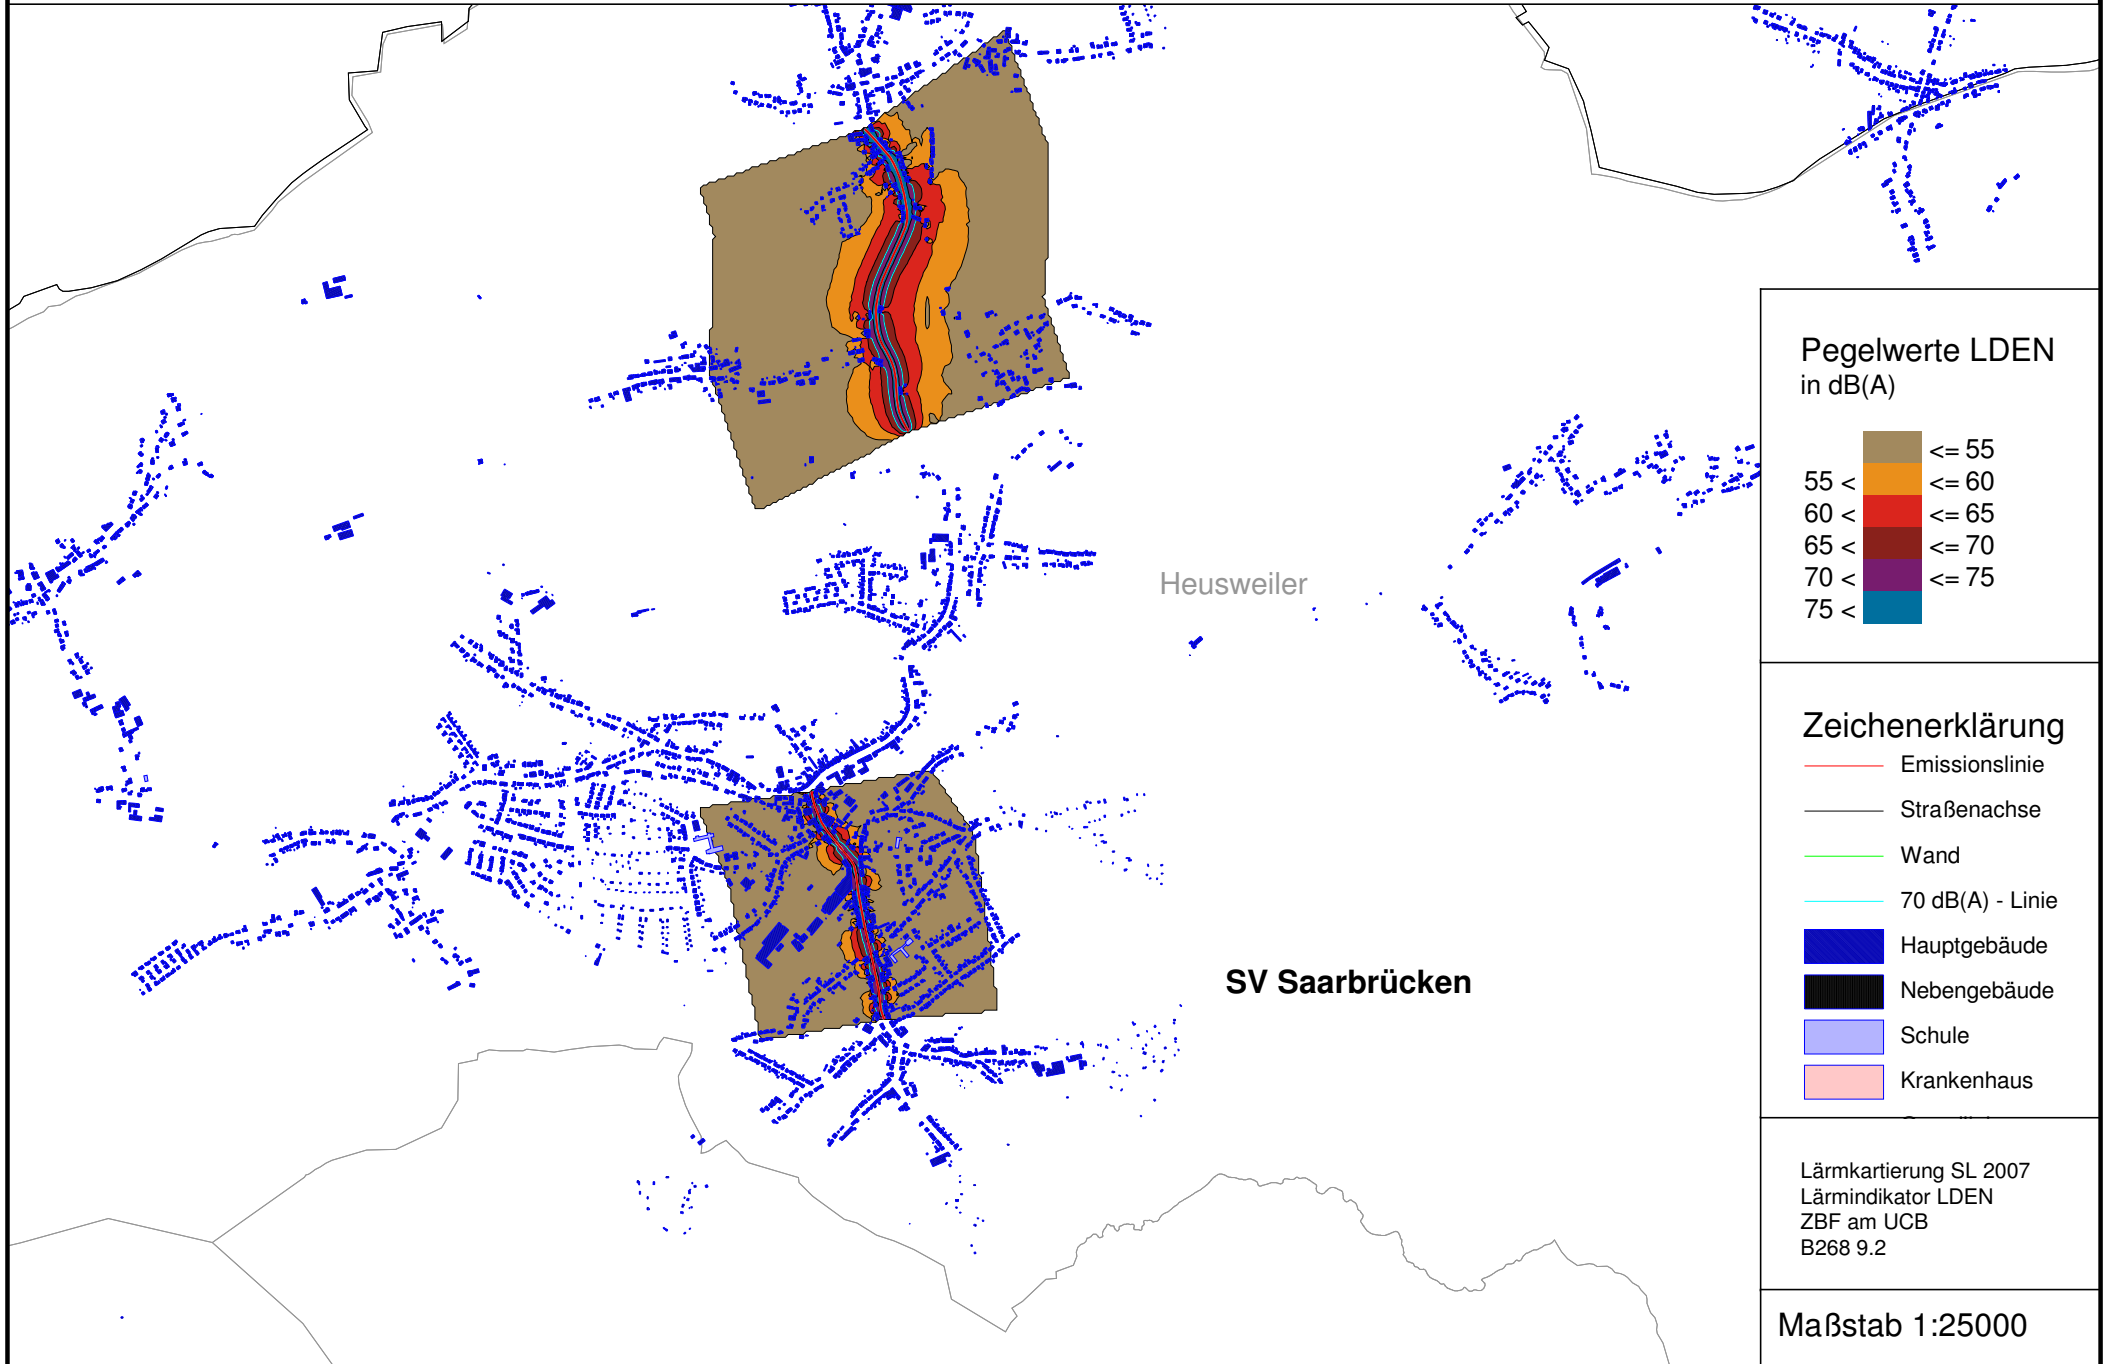 Heusweiler
SV Saarbrücken
Pegelwerte LDEN
in dB(A)
<= 55
55 < <= 60
60 < <= 65
65 < <= 70
70 < <= 75
75 <
Zeichenerklärung
Emissionslinie
Straßenachse
Wand
70 dB(A) - Linie
Hauptgebäude
Nebengebäude
Schule
Krankenhaus
Lärmkartierung SL 2007
Lärmindikator LDEN
ZBF am UCB
B268 9.2
Maßstab 1:25000